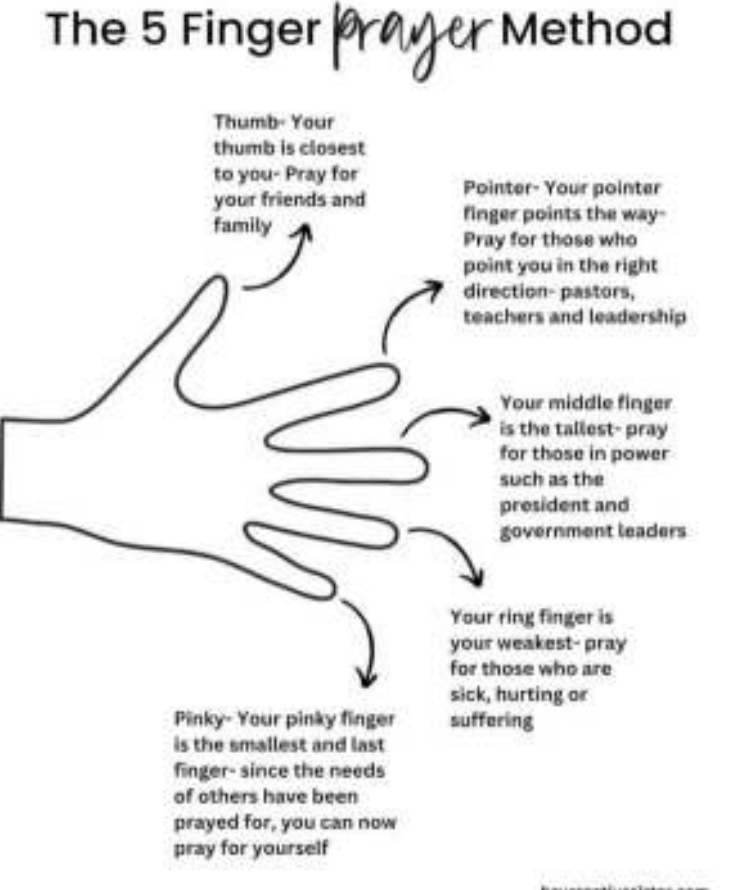 The 5 Finger prayer Method
Thumb- Your
thumb is closest
to you- Pray for
your friends and
family
Pointer- Your pointer
finger points the way-
Pray for those who
point you in the right
direction- pastors,
teachers and leadership
Your middle finger
is the tallest- pray
for those in power
such as the
president and
government leaders
Your ring finger is
your weakest- pray
for those who are
sick, hurting or
suffering
Pinky- Your pinky finger
is the smallest and last
finger- since the needs
of others have been
prayed for, you can now
pray for yourself